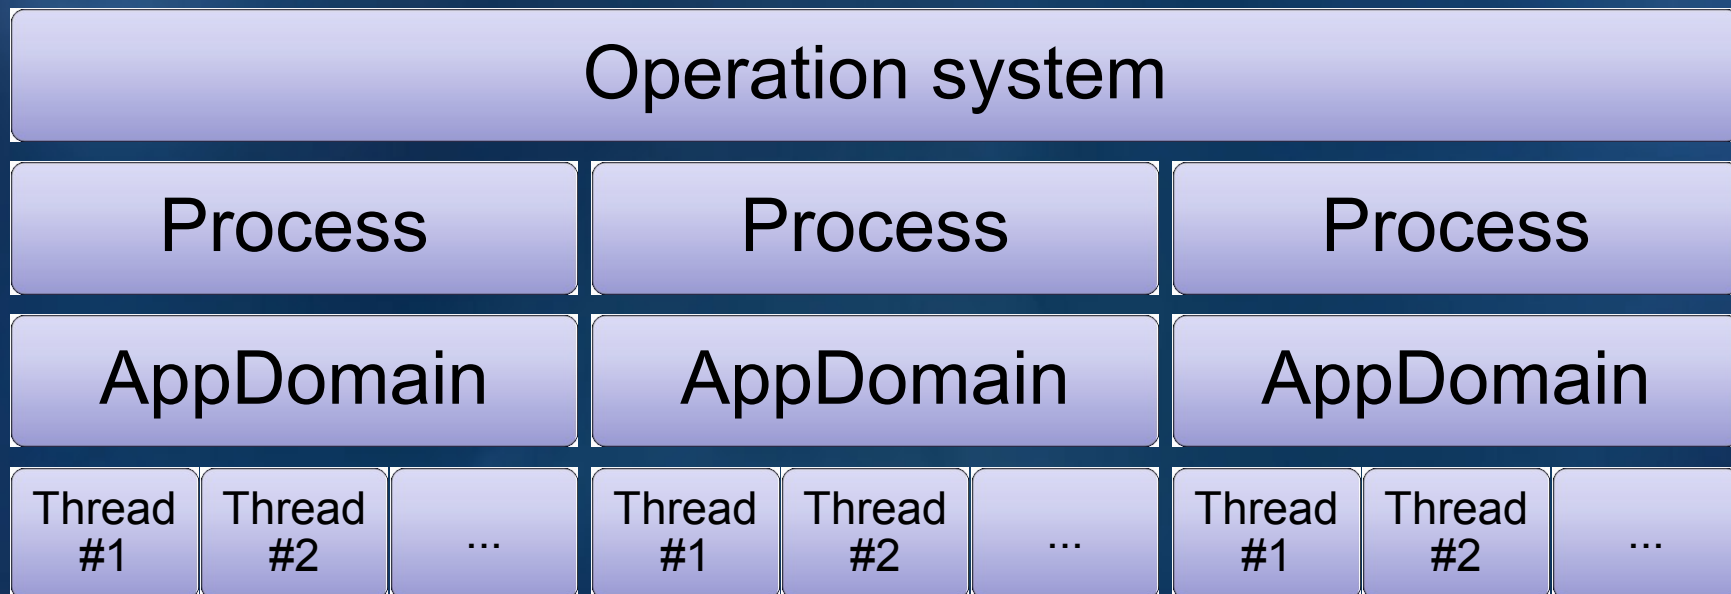 Operation system
Process
Process
Process
AppDomain
AppDomain
AppDomain
Thread
#1
Thread
#2
...
Thread
#1
Thread
#2
...
Thread
#1
Thread
#2
...